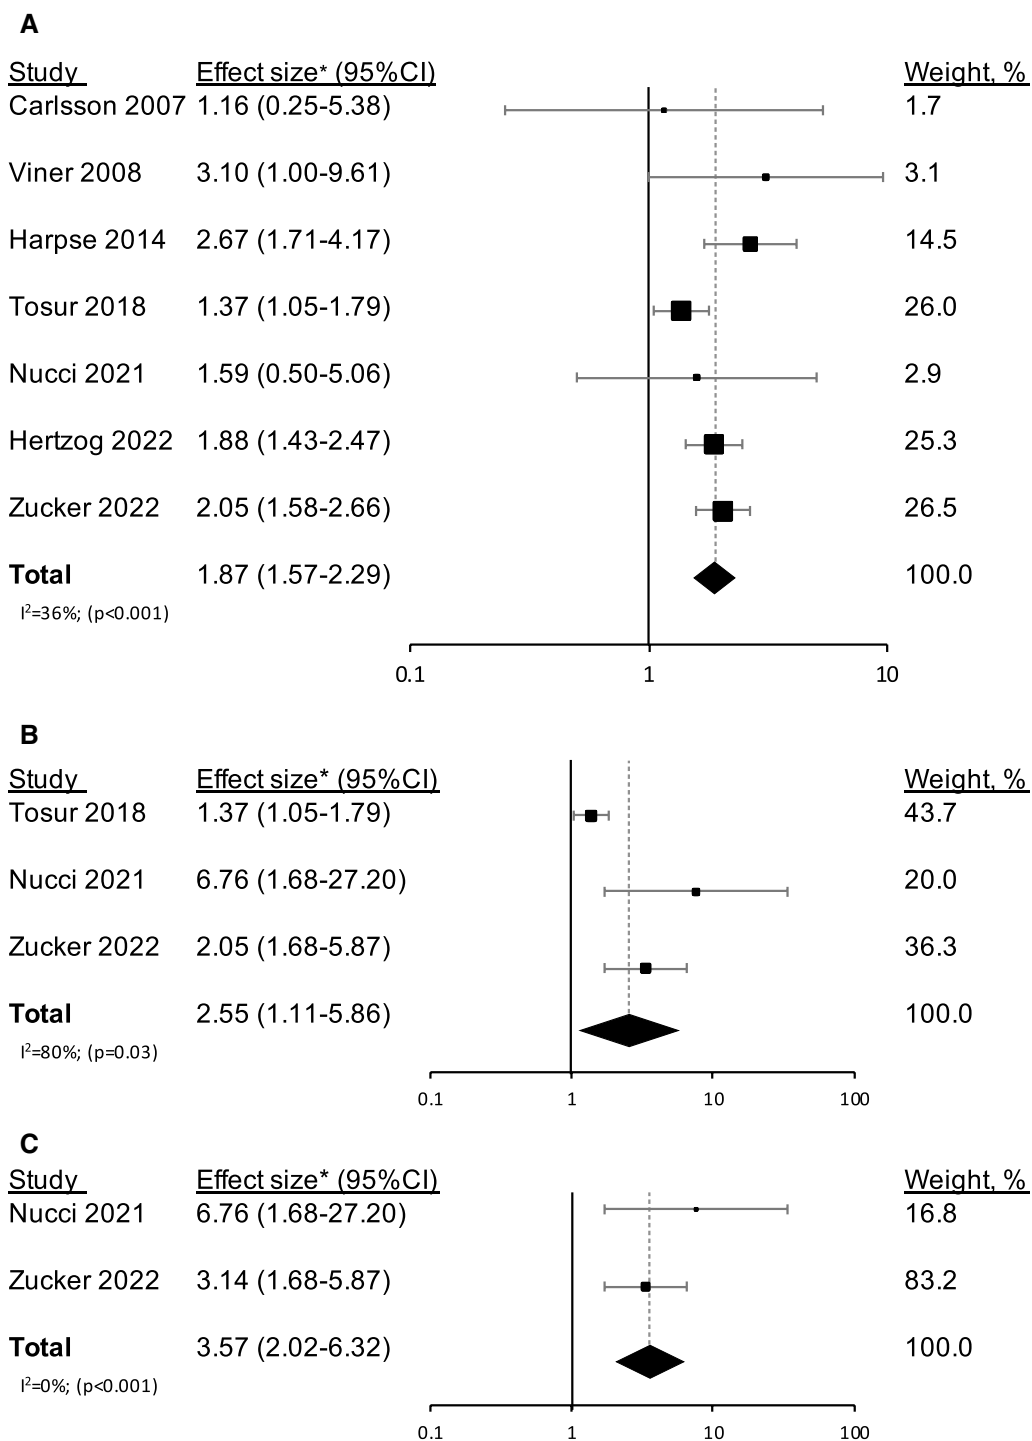 A
Study Effect size* (95%CI) Weight, %
Carlsson 2007 1.16 (0.25-5.38) 1.7
Viner 2008 3.10 (1.00-9.61) 3.1
Harpse 2014 2.67 (1.71-4.17) 14.5
Tosur 2018 1.37 (1.05-1.79) 26.0
Nucci 2021 1.59 (0.50-5.06) 2.9
Hertzog 2022 1.88 (1.43-2.47) 25.3
Zucker 2022 2.05 (1.58-2.66) 26.5
Total 1.87 (1.57-2.29) 100.0
I²=36%; (p<0.001)
0.1 1 10
B
Study Effect size* (95%CI) Weight, %
Tosur 2018 1.37 (1.05-1.79) 43.7
Nucci 2021 6.76 (1.68-27.20) 20.0
Zucker 2022 2.05 (1.68-5.87) 36.3
Total 2.55 (1.11-5.86) 100.0
I²=80%; (p=0.03)
0.1 1 10 100
C
Study Effect size* (95%CI) Weight, %
Nucci 2021 6.76 (1.68-27.20) 16.8
Zucker 2022 3.14 (1.68-5.87) 83.2
Total 3.57 (2.02-6.32) 100.0
I²=0%; (p<0.001)
0.1 1 10 100